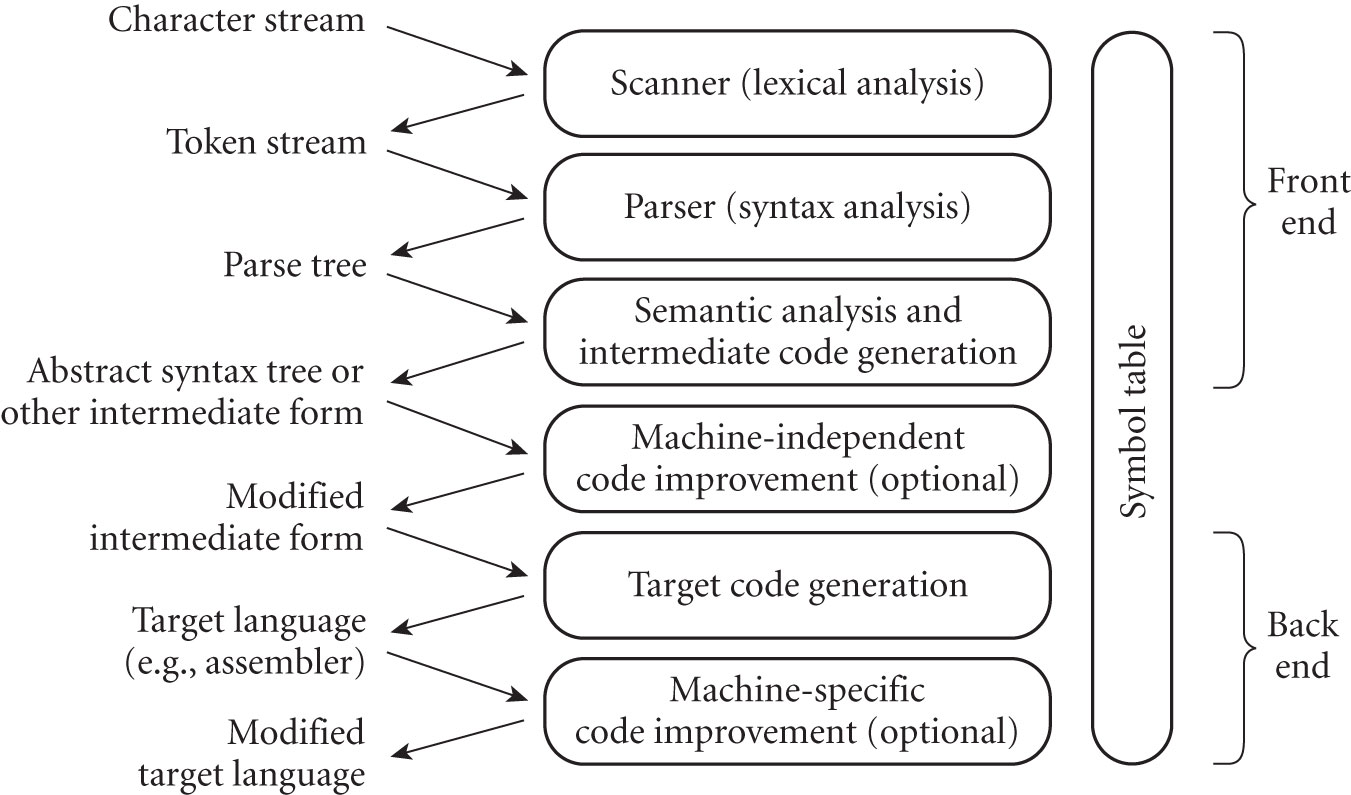 Character stream
Scanner (lexical analysis)
Token stream
Parser (syntax analysis)
Parse tree
Semantic analysis and
intermediate code generation
Abstract syntax tree or
other intermediate form
Machine-independent
code improvement (optional)
Modified
intermediate form
Target code generation
Target language
(e.g., assembler)
Machine-specific
code improvement (optional)
Modified
target language
Symbol table
Front
end
Back
end